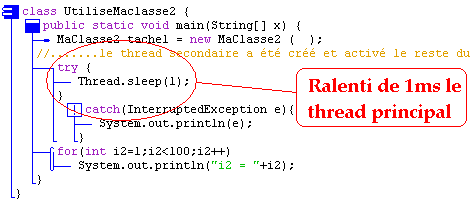 class UtiliseMaclasse2 {
public static void main(String[] x) {
MaClasse2 tachel = new MaClasse2 ( );
//.......le thread secondaire a été créé et activé le reste du
try {
Thread.sleep(1);
}
catch(InterruptedException e){
System.out.println(e);
}
for(int i2=1;i2<100;i2++)
System.out.println("i2 = "+i2);
}
}
Ralenti de 1ms le
thread principal